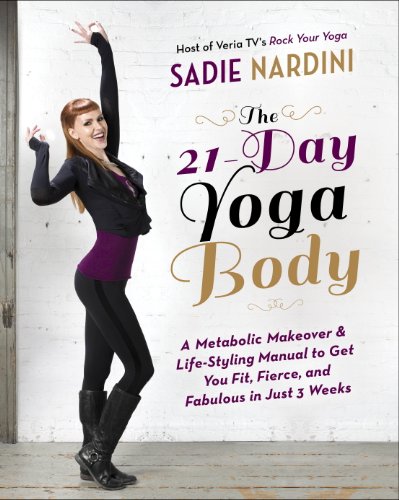 Host of Veria TV's Rock Your Yoga
SADIE NARDINI
The
21-Day
Yoga
Body
A Metabolic Makeover &
Life-Styling Manual to Get
You Fit, Fierce, and
Fabulous in Just 3 Weeks